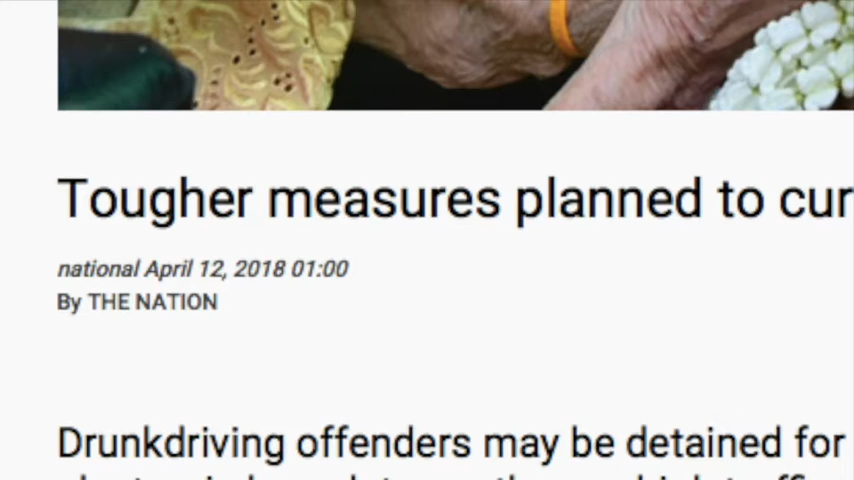 Tougher measures planned to cur
national April 12, 2018 01:00
By THE NATION
Drunkdriving offenders may be detained for